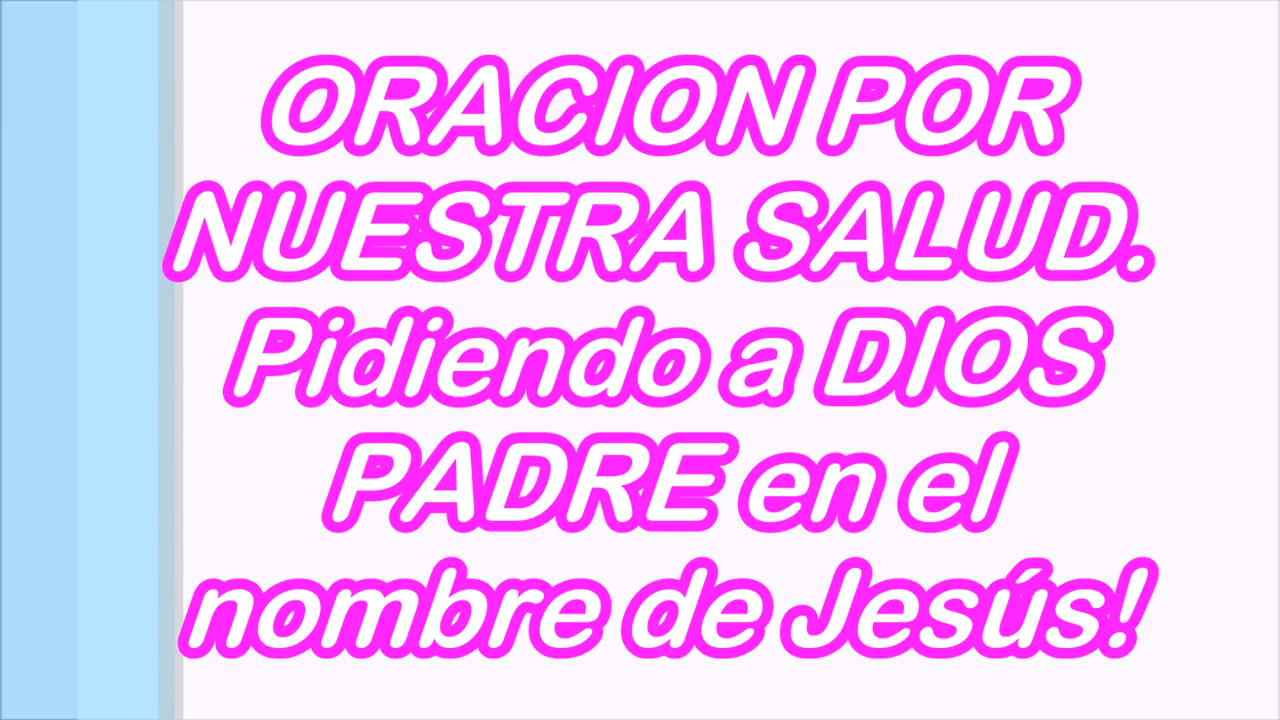 ORACION POR
NUESTRA SALUD.
Pidiendo a DIOS
PADRE en el
nombre de Jesús!